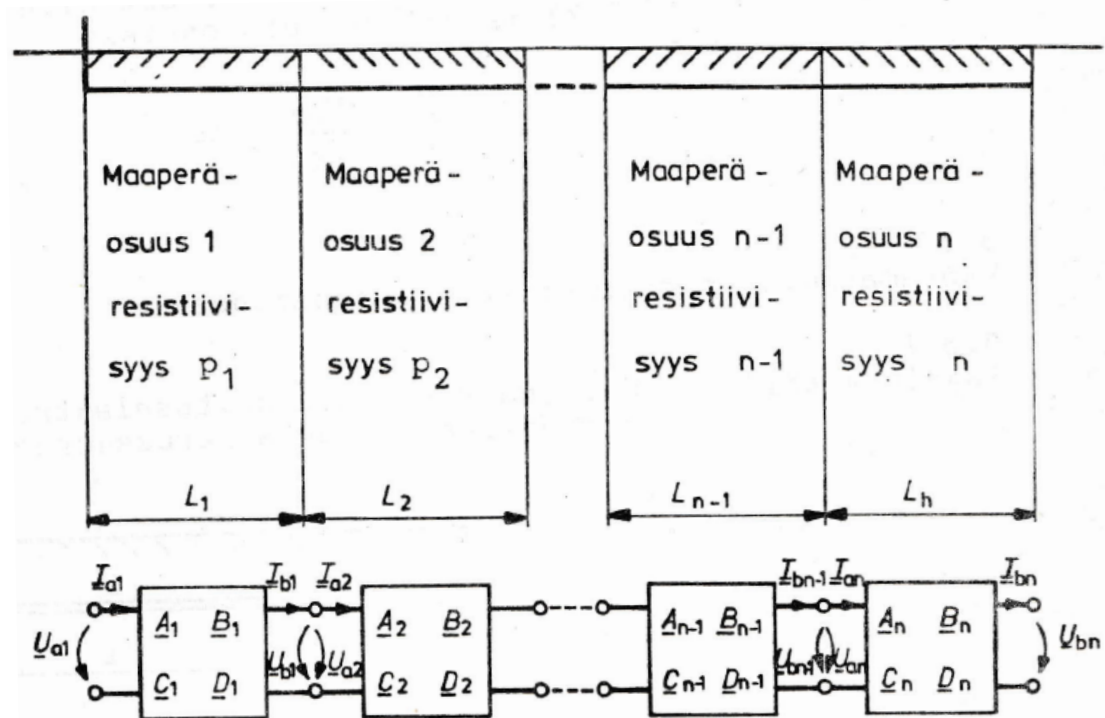 Maaperä-
osuus 1
resistiivi-
syys p1
Maaperä-
osuus 2
resistiivi-
syys p2
Maaperä-
osuus n-1
resistiivi-
syys n-1
Maaperä-
osuus n
resistiivi-
syys n
L1 L2 Ln-1 Lh
Ia1 Ib1 Ia2 Ibn-1 Ian Ibn
A1 B1 A2 B2 An-1 Bn-1 An Bn
Ua1 Ub1 Ua2 Ubn-1 Uan Ubn
C1 D1 C2 D2 Cn-1 Dn-1 Cn Dn